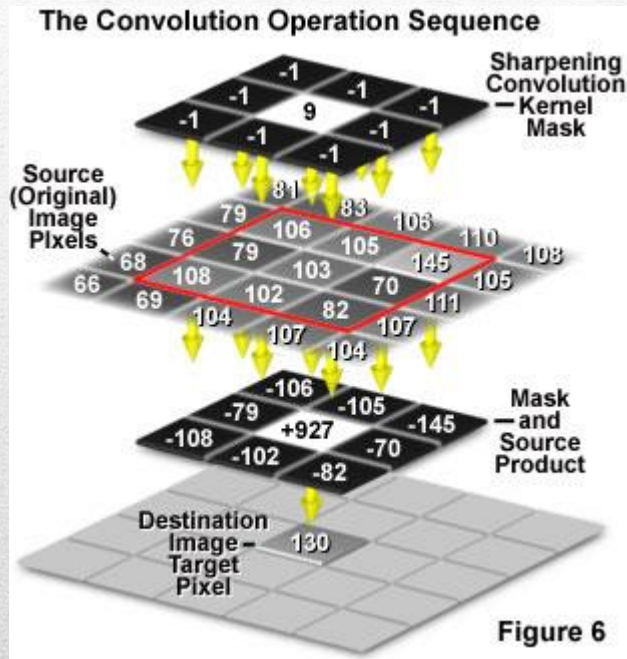 The Convolution Operation Sequence
Sharpening
Convolution
Kernel
Mask
-1 -1 -1
-1 9 -1
-1 -1 -1
Source
(Original)
Image
Pixels
81 83 106 110 108
79 106 105 145 105
76 79 103 70 111
68 108 102 82 107
66 69 104 107 104
Mask
and
Source
Product
-106 -105 -145
-79 +927 -70
-108 -102 -82
Destination
Image
Target
Pixel
130
Figure 6